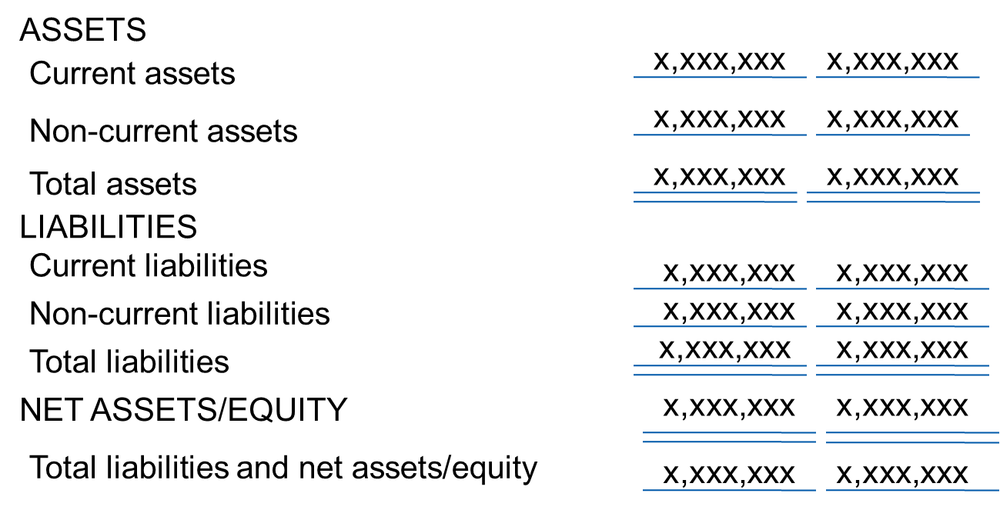 ASSETS
Current assets x,xxx,xxx x,xxx,xxx
Non-current assets x,xxx,xxx x,xxx,xxx
Total assets x,xxx,xxx x,xxx,xxx
LIABILITIES
Current liabilities x,xxx,xxx x,xxx,xxx
Non-current liabilities x,xxx,xxx x,xxx,xxx
Total liabilities x,xxx,xxx x,xxx,xxx
NET ASSETS/EQUITY x,xxx,xxx x,xxx,xxx
Total liabilities and net assets/equity x,xxx,xxx x,xxx,xxx